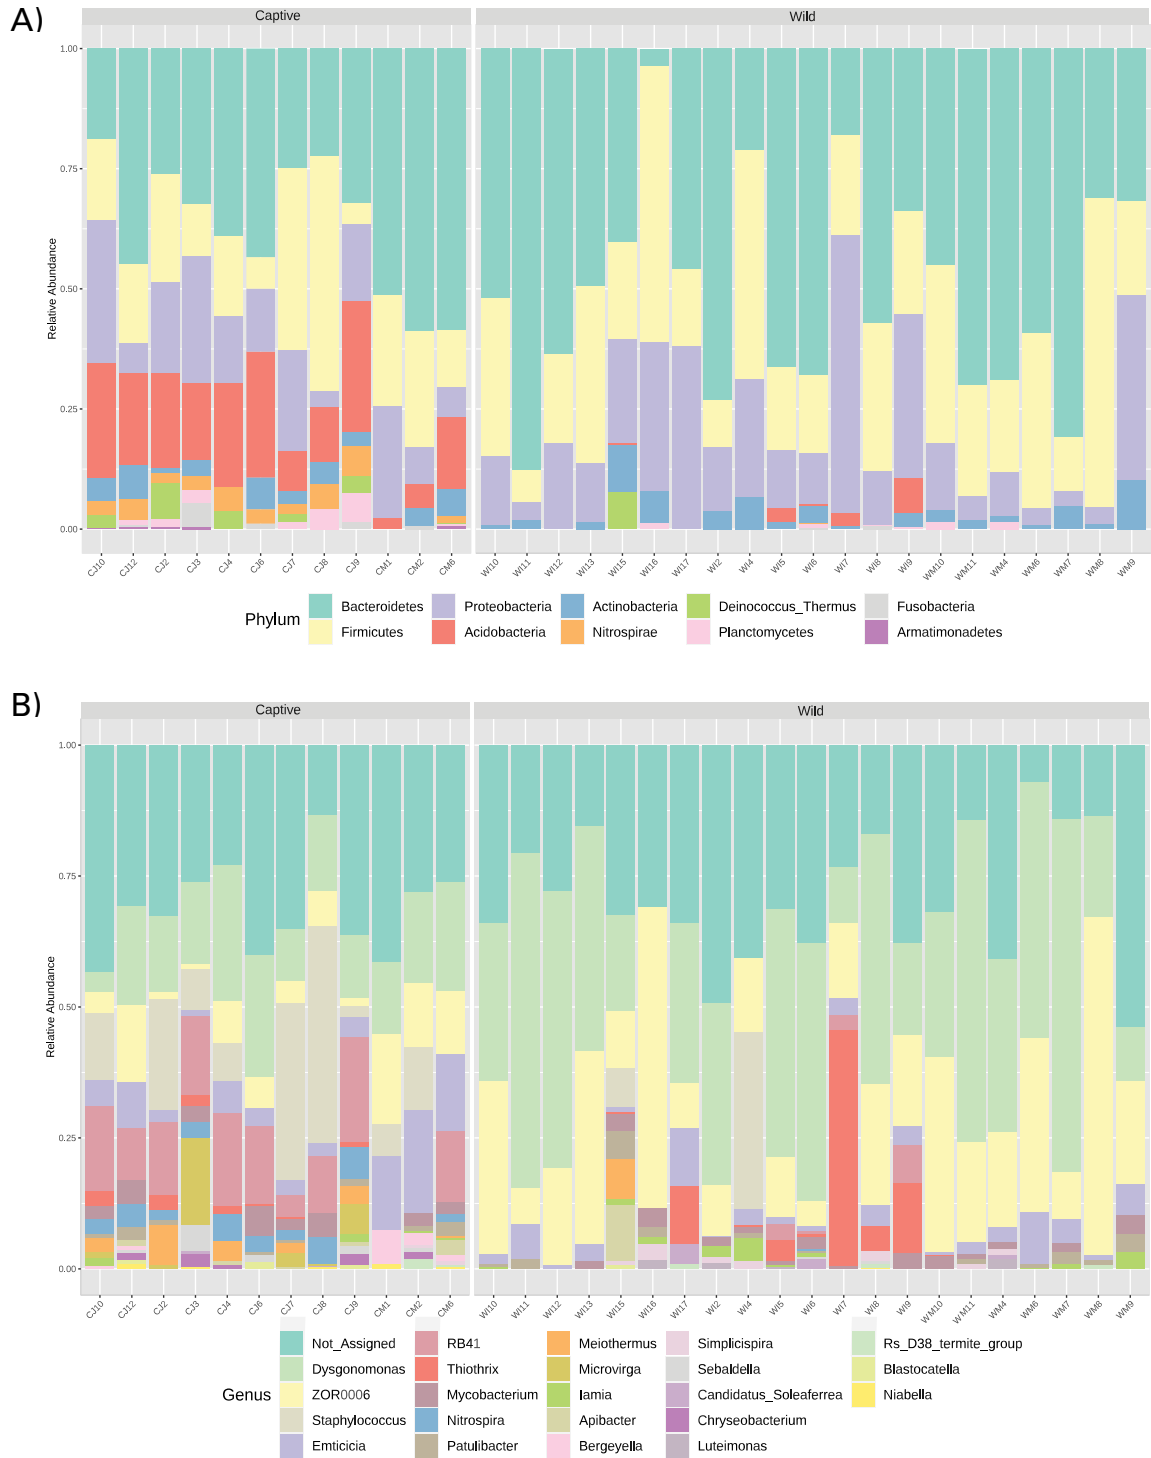 A)
Captive
Wild
1.00
0.75
0.50
0.25
0.00
Relative Abundance
CJ10 CJ12 CJ2 CJ3 CJ4 CJ6 CJ7 CJ8 CJ9 CM1 CM2 CM6 WI10 WI11 WI12 WI13 WI15 WI16 WI17 WI2 WI4 WI5 WI6 WI7 WI8 WI9 WM10 WM11 WM4 WM6 WM7 WM8 WM9
Phylum
Bacteroidetes Proteobacteria Actinobacteria Deinococcus_Thermus Fusobacteria
Firmicutes Acidobacteria Nitrospirae Planctomycetes Armatimonadetes
B)
Captive
Wild
1.00
0.75
0.50
0.25
0.00
Relative Abundance
CJ10 CJ12 CJ2 CJ3 CJ4 CJ6 CJ7 CJ8 CJ9 CM1 CM2 CM6 WI10 WI11 WI12 WI13 WI15 WI16 WI17 WI2 WI4 WI5 WI6 WI7 WI8 WI9 WM10 WM11 WM4 WM6 WM7 WM8 WM9
Genus
Not_Assigned RB41 Meiothermus Simplicispira Rs_D38_termite_group
Dysgonomonas Thiothrix Microvirga Sebaldella Blastocatella
ZOR0006 Mycobacterium Iamia Candidatus_Soleaferrea Niabella
Staphylococcus Nitrospira Apibacter Chryseobacterium
Emticicia Patulibacter Bergeyella Luteimonas